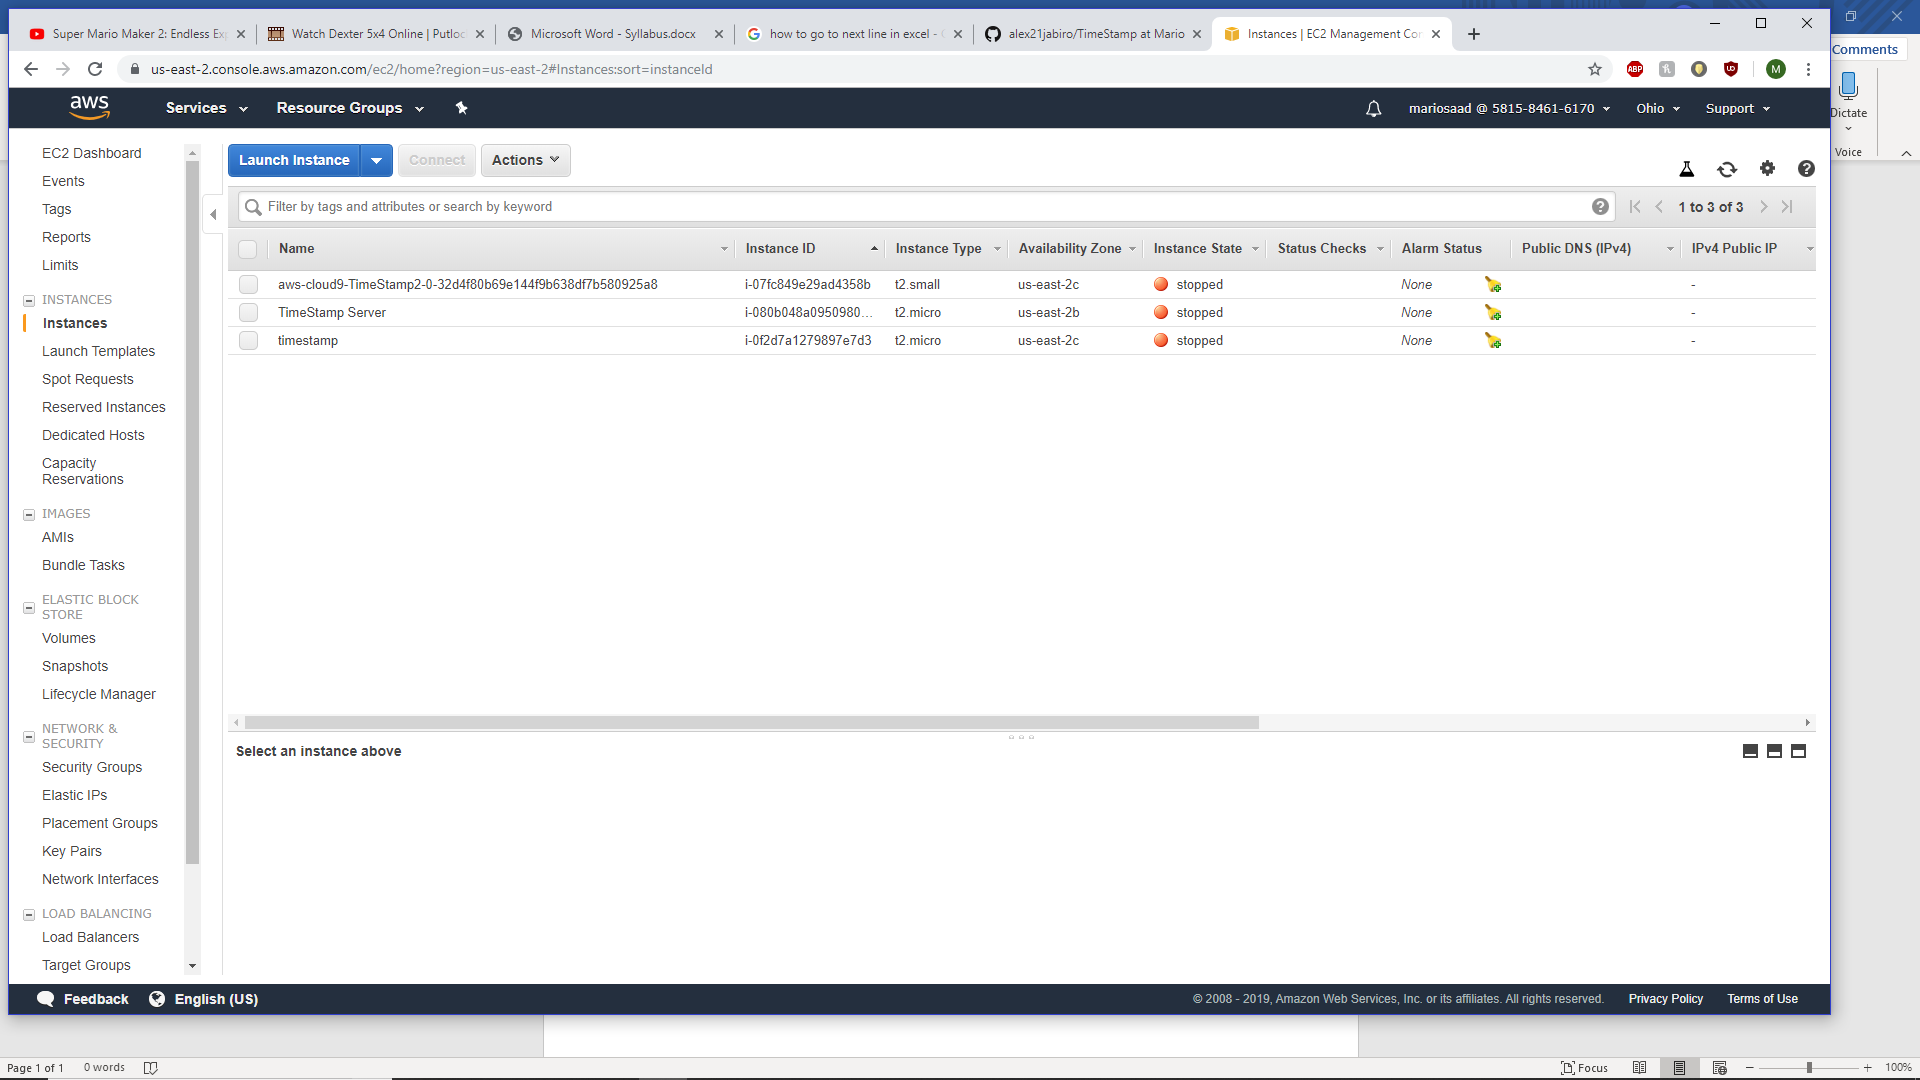 Super Mario Maker 2: Endless Ex
Watch Dexter 5x4 Online | Putloc
Microsoft Word - Syllabus.docx
how to go to next line in excel -
alex21jabiro/TimeStamp at Mario
Instances | EC2 Management Con
us-east-2.console.aws.amazon.com/ec2/home?region=us-east-2#Instances:sort=instanceId
ABP
M
Comments
Dictate
Voice
aws
Services
Resource Groups
mariosaad @ 5815-8461-6170
Ohio
Support
EC2 Dashboard
Events
Tags
Reports
Limits
INSTANCES
Instances
Launch Templates
Spot Requests
Reserved Instances
Dedicated Hosts
Capacity
Reservations
IMAGES
AMIs
Bundle Tasks
ELASTIC BLOCK
STORE
Volumes
Snapshots
Lifecycle Manager
NETWORK &
SECURITY
Security Groups
Elastic IPs
Placement Groups
Key Pairs
Network Interfaces
LOAD BALANCING
Load Balancers
Target Groups
Launch Instance
Connect
Actions
Filter by tags and attributes or search by keyword
1 to 3 of 3
Name Instance ID Instance Type Availability Zone Instance State Status Checks Alarm Status Public DNS (IPv4) IPv4 Public IP
aws-cloud9-TimeStamp2-0-32d4f80b69e144f9b638df7b580925a8 i-07fc849e29ad4358b t2.small us-east-2c stopped None -
TimeStamp Server i-080b048a0950980... t2.micro us-east-2b stopped None -
timestamp i-0f2d7a1279897e7d3 t2.micro us-east-2c stopped None -
Select an instance above
Feedback
English (US)
© 2008 - 2019, Amazon Web Services, Inc. or its affiliates. All rights reserved.
Privacy Policy
Terms of Use
Page 1 of 1
0 words
Focus
100%